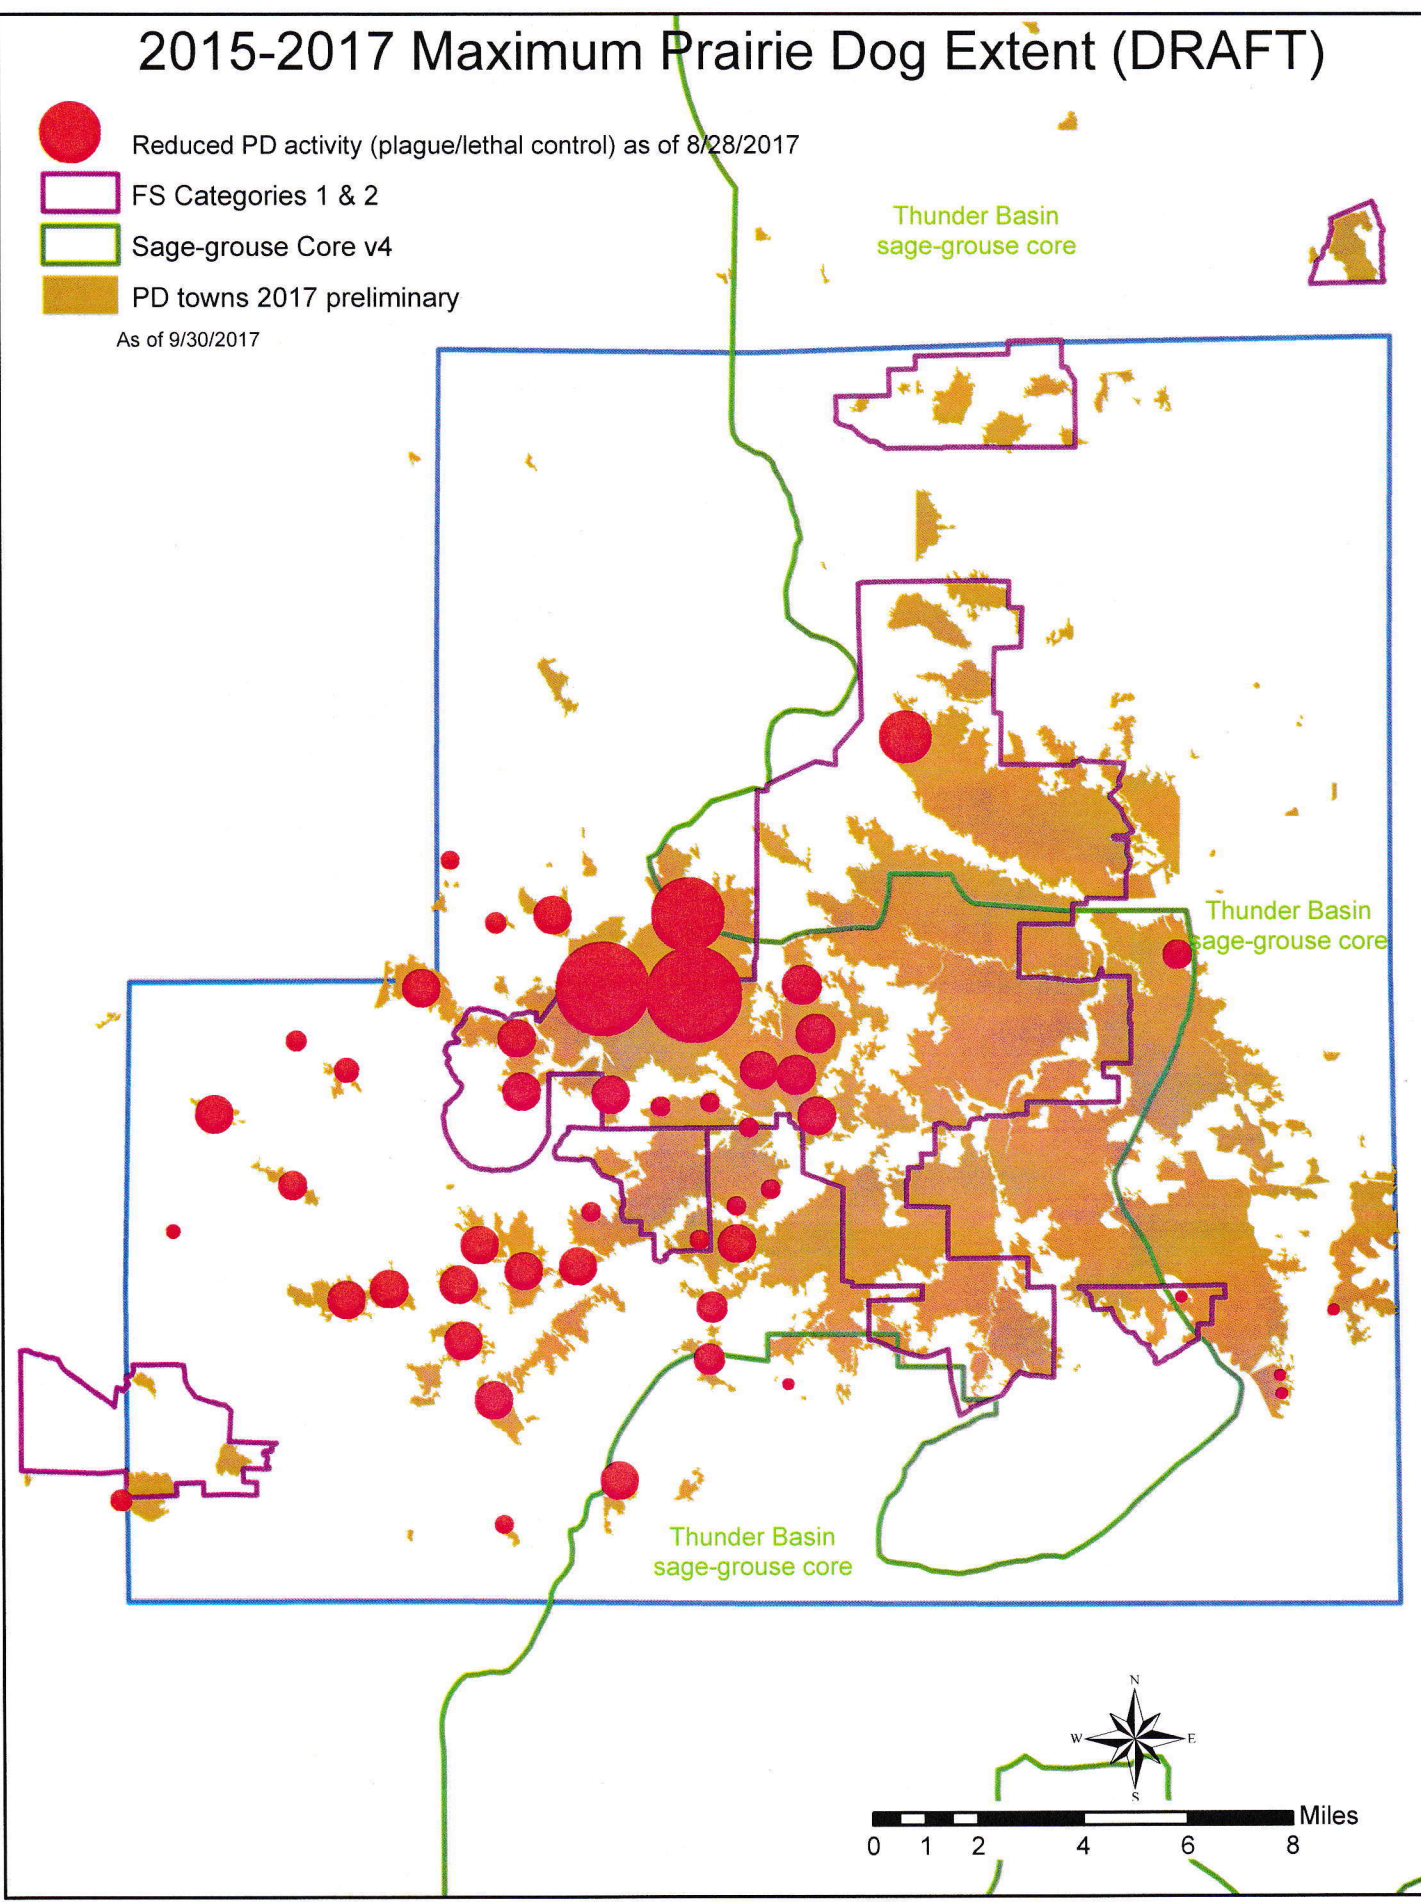 2015-2017 Maximum Prairie Dog Extent (DRAFT)
Reduced PD activity (plague/lethal control) as of 8/28/2017
FS Categories 1 & 2
Sage-grouse Core v4
PD towns 2017 preliminary
As of 9/30/2017
Thunder Basin
sage-grouse core
Thunder Basin
sage-grouse core
Thunder Basin
sage-grouse core
N
W E
S
Miles
0 1 2 4 6 8